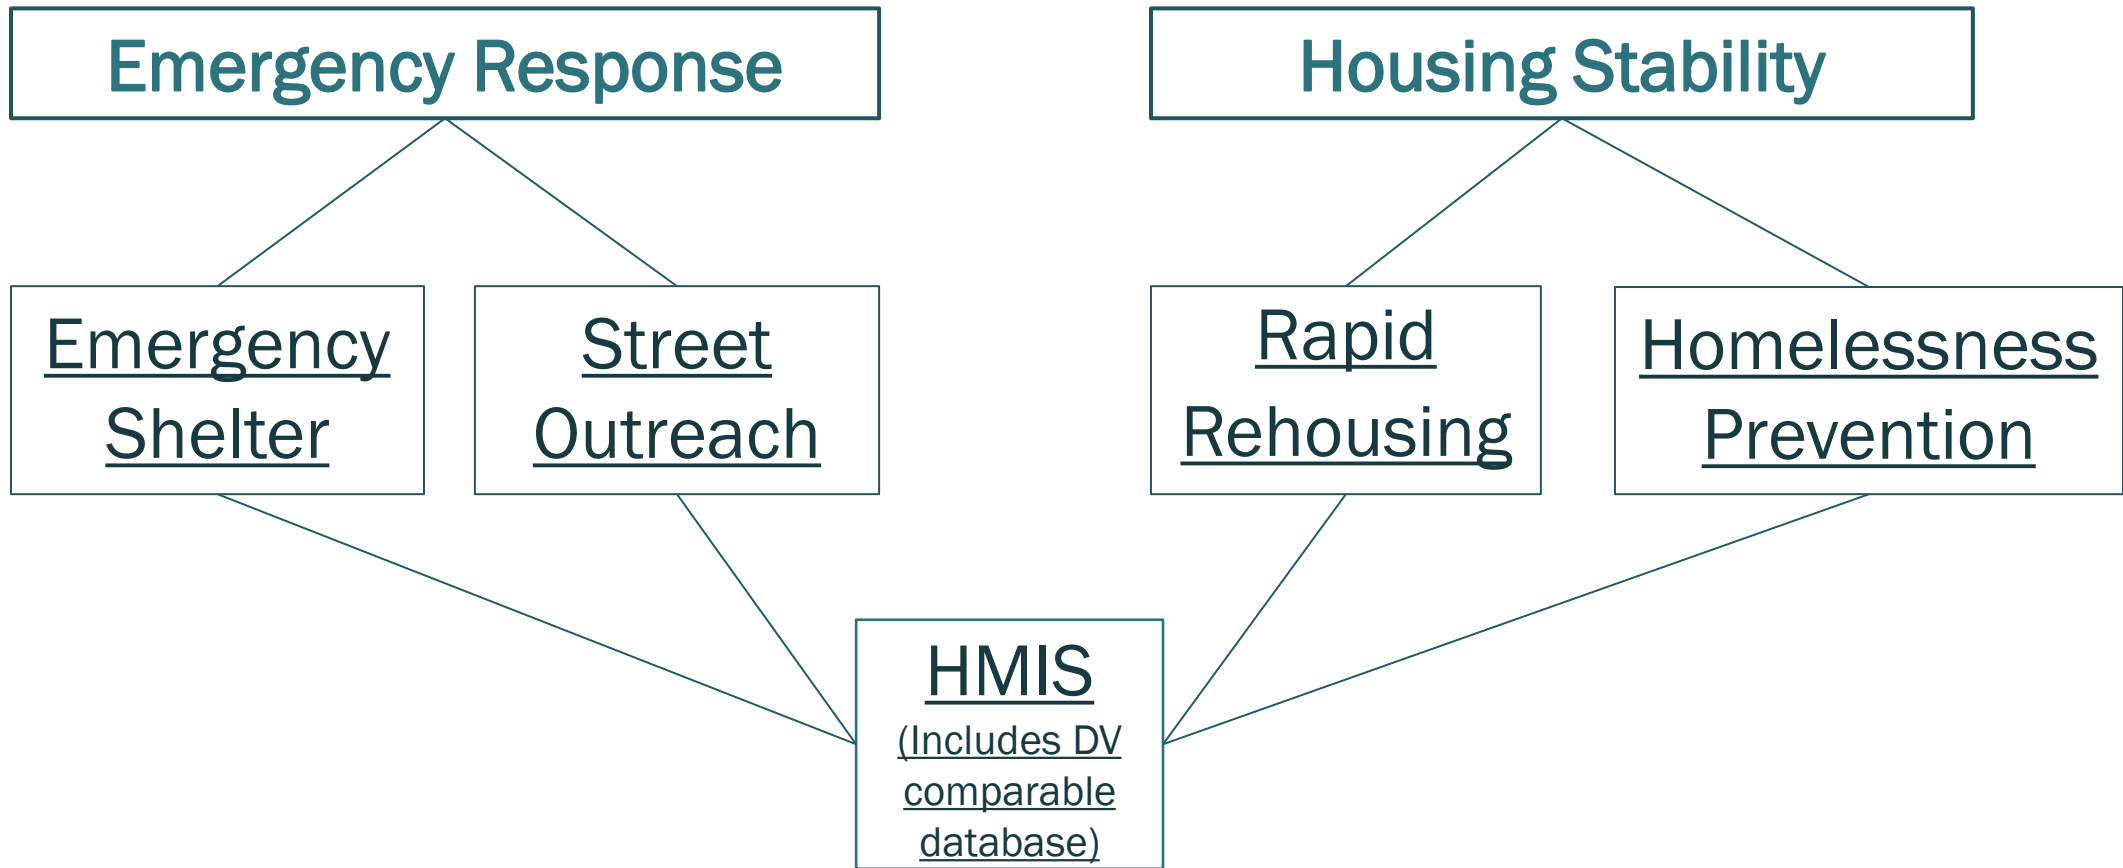 Emergency Response
Housing Stability
Emergency
Shelter
Street
Outreach
Rapid
Rehousing
Homelessness
Prevention
HMIS
(Includes DV
comparable
database)